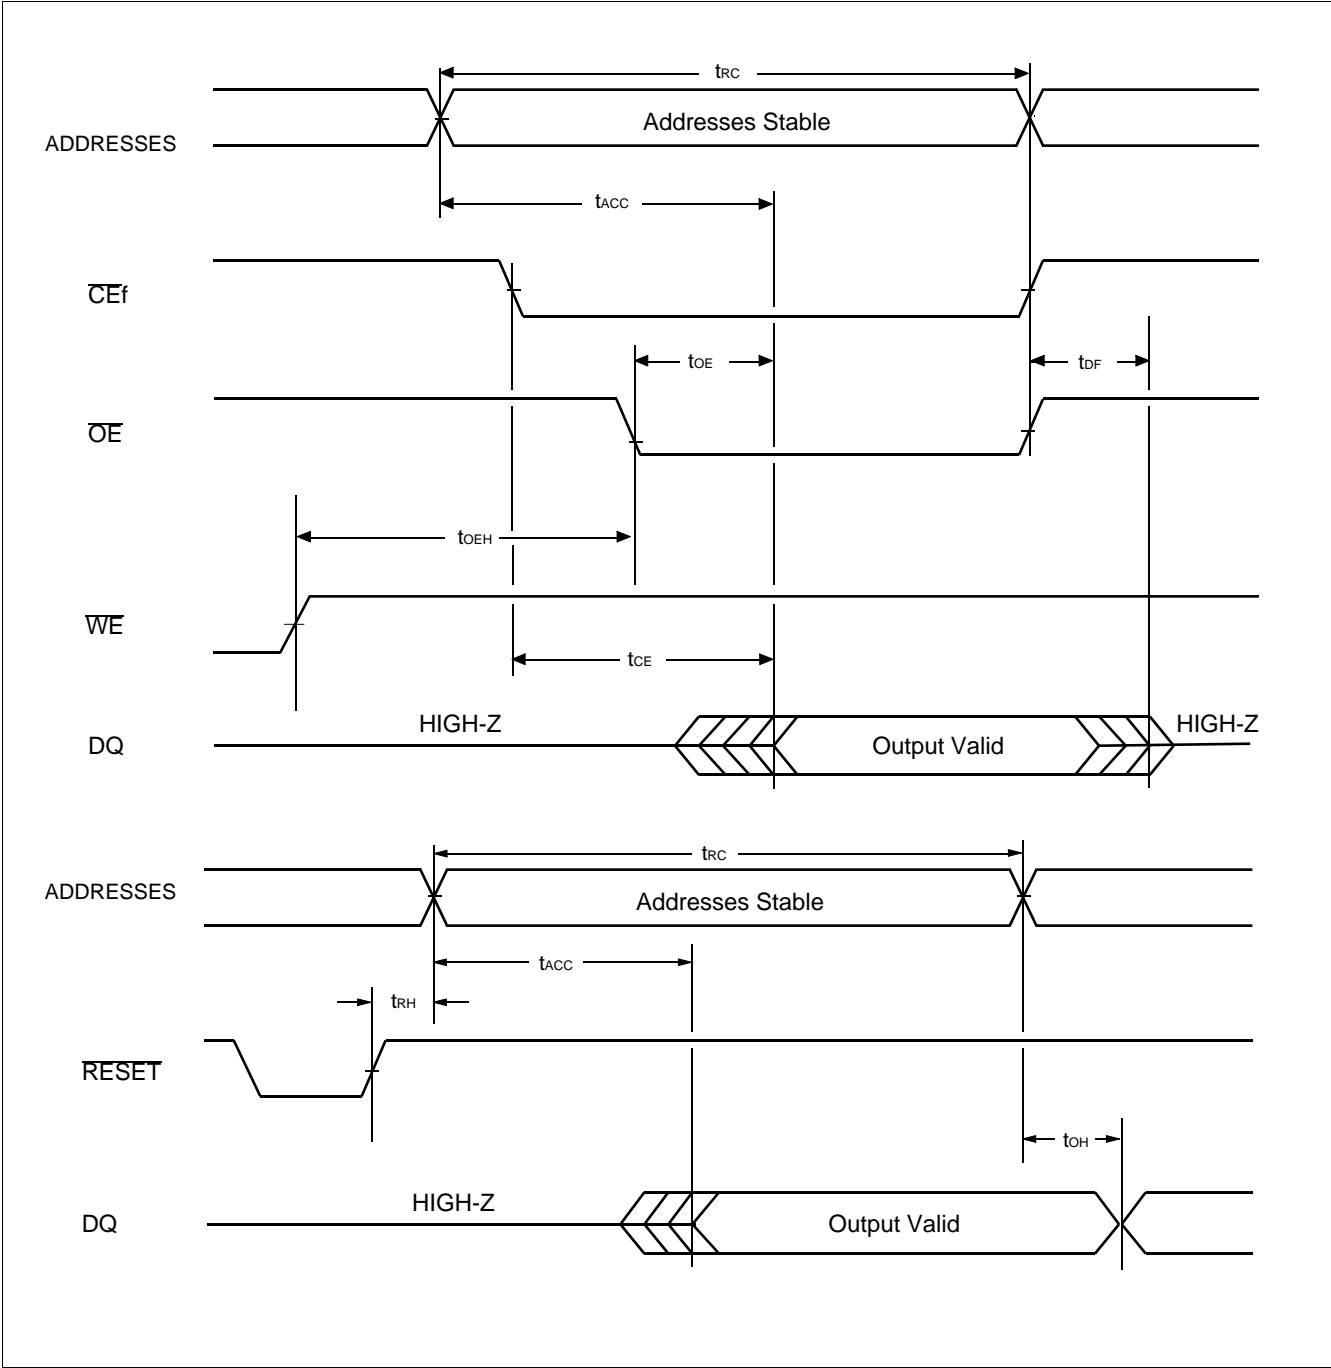 tRC
Addresses Stable
ADDRESSES
tACC
CEf
tOE
tDF
OE
tOEH
WE
tCE
HIGH-Z
HIGH-Z
DQ
Output Valid
tRC
ADDRESSES
Addresses Stable
tACC
tRH
RESET
tOH
HIGH-Z
DQ
Output Valid